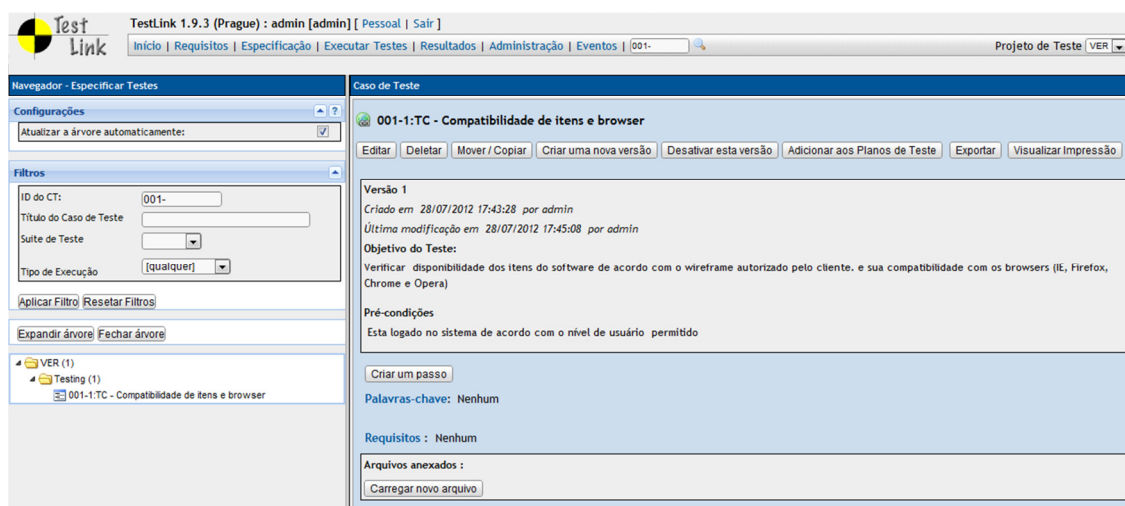 Test Link
TestLink 1.9.3 (Prague) : admin [admin] [ Pessoal | Sair ]
Início | Requisitos | Especificação | Executar Testes | Resultados | Administração | Eventos | 001-
Projeto de Teste VER
Navegador - Especificar Testes
Configurações ?
Atualizar a árvore automaticamente:
Filtros
ID do CT: 001-
Título do Caso de Teste
Suíte de Teste
Tipo de Execução [qualquer]
Aplicar Filtro Resetar Filtros
Expandir árvore Fechar árvore
VER (1)
Testing (1)
001-1:TC - Compatibilidade de itens e browser
Caso de Teste
001-1:TC - Compatibilidade de itens e browser
Editar Deletar Mover / Copiar Criar uma nova versão Desativar esta versão Adicionar aos Planos de Teste Exportar Visualizar Impressão
Versão 1
Criado em 28/07/2012 17:43:28 por admin
Última modificação em 28/07/2012 17:45:08 por admin
Objetivo do Teste:
Verificar disponibilidade dos itens do software de acordo com o wireframe autorizado pelo cliente. e sua compatibilidade com os browsers (IE, Firefox,
Chrome e Opera)
Pré-condições
Esta logado no sistema de acordo com o nível de usuário permitido
Criar um passo
Palavras-chave: Nenhum
Requisitos : Nenhum
Arquivos anexados :
Carregar novo arquivo